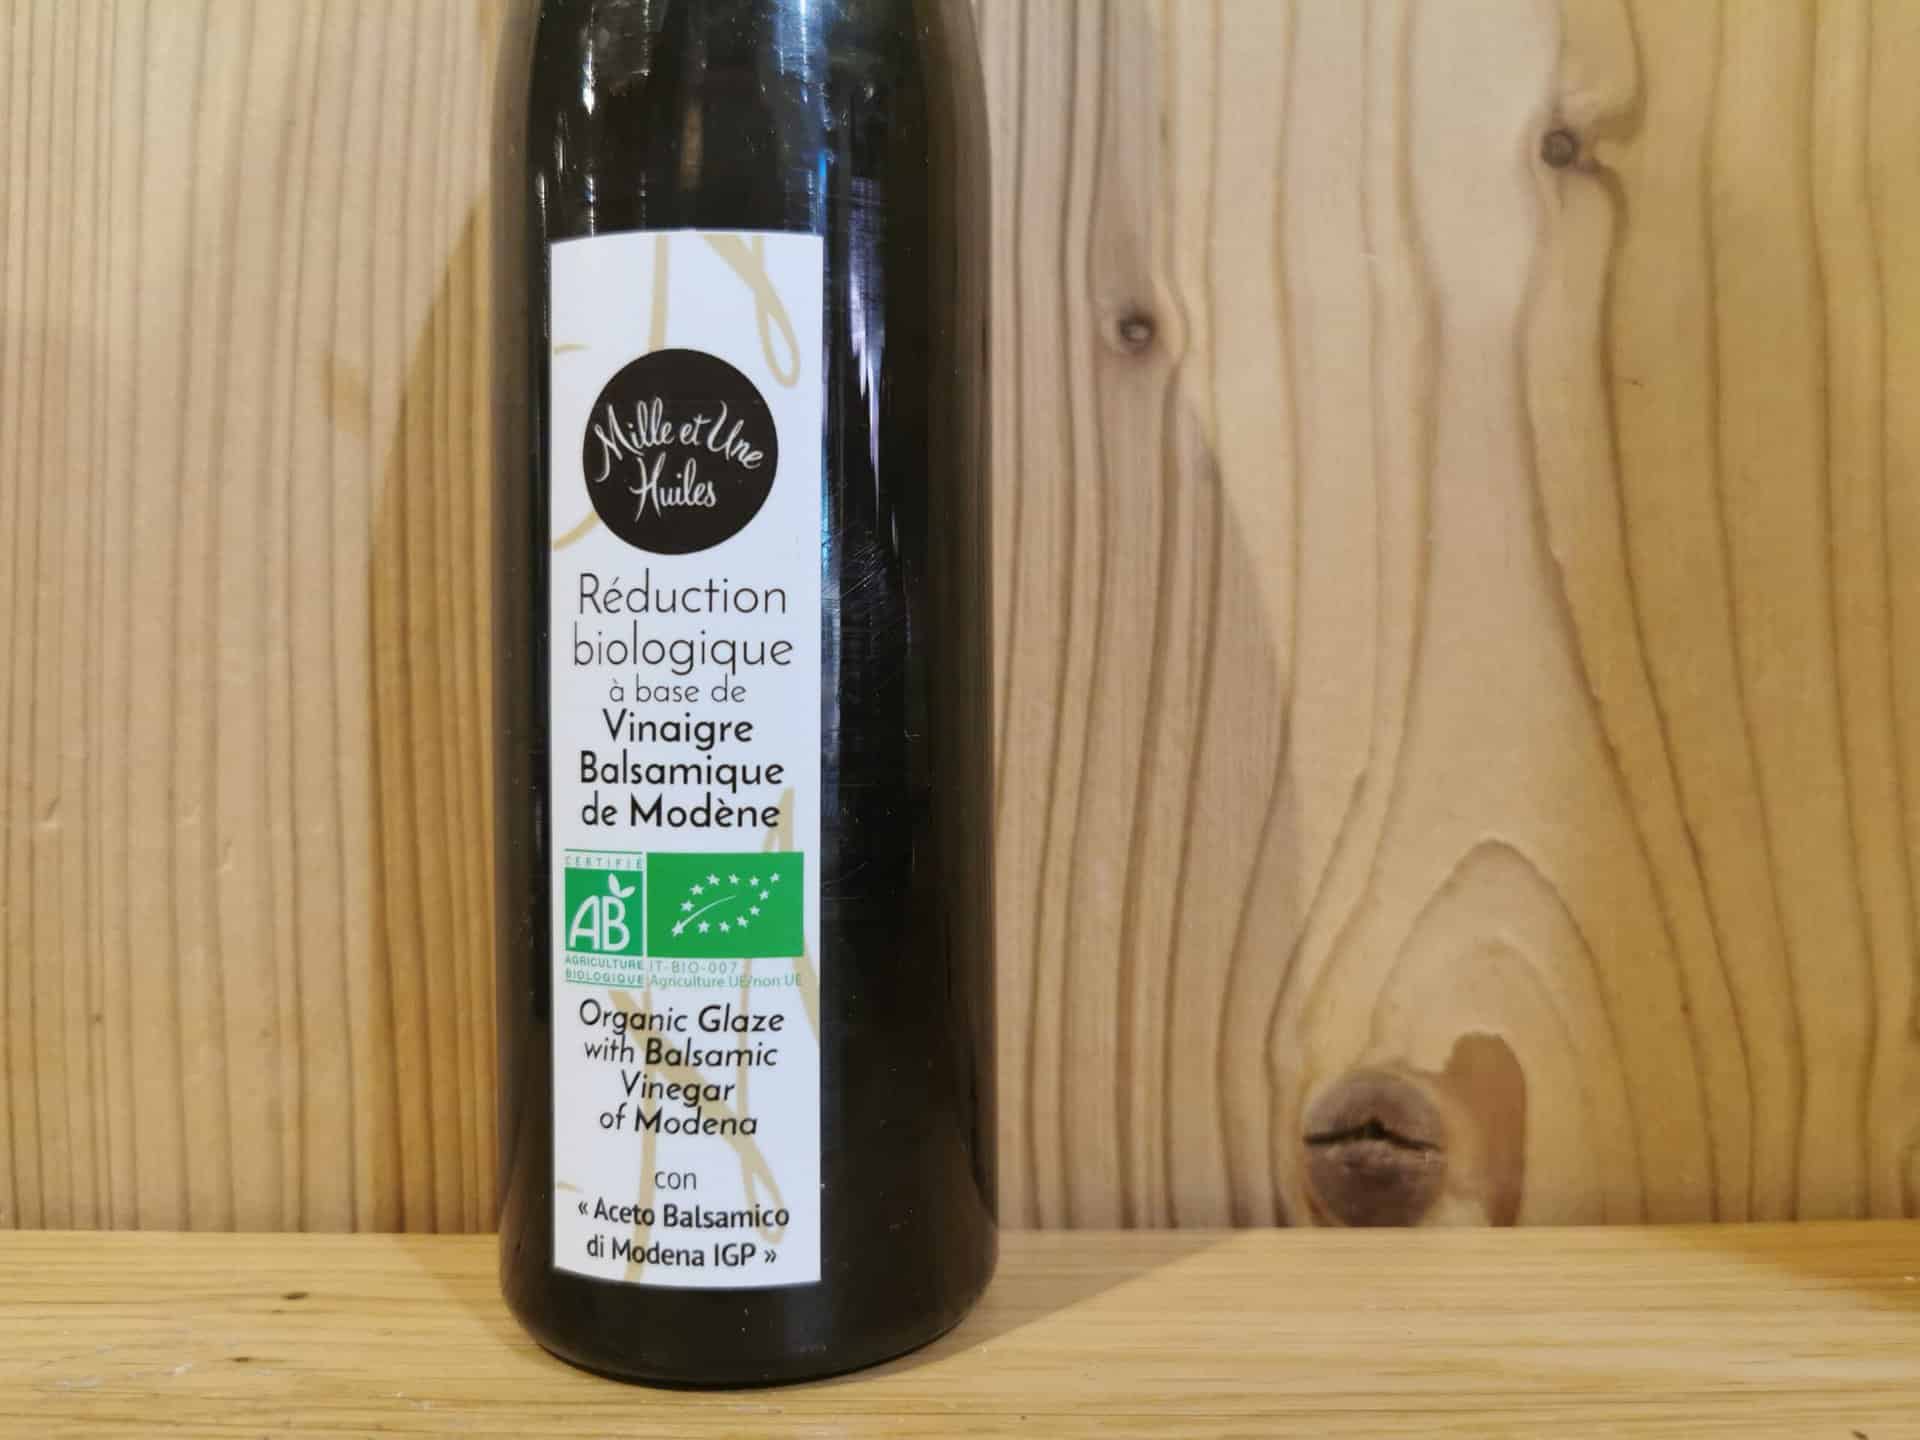 Mille et Une
Huiles
Réduction
biologique
à base de
Vinaigre
Balsamique
de Modène
CERTIFIÉ
AB
AGRICULTURE
BIOLOGIQUE
IT-BIO-007
Agriculture UE/non UE
Organic Glaze
with Balsamic
Vinegar
of Modena
con
« Aceto Balsamico
di Modena IGP »